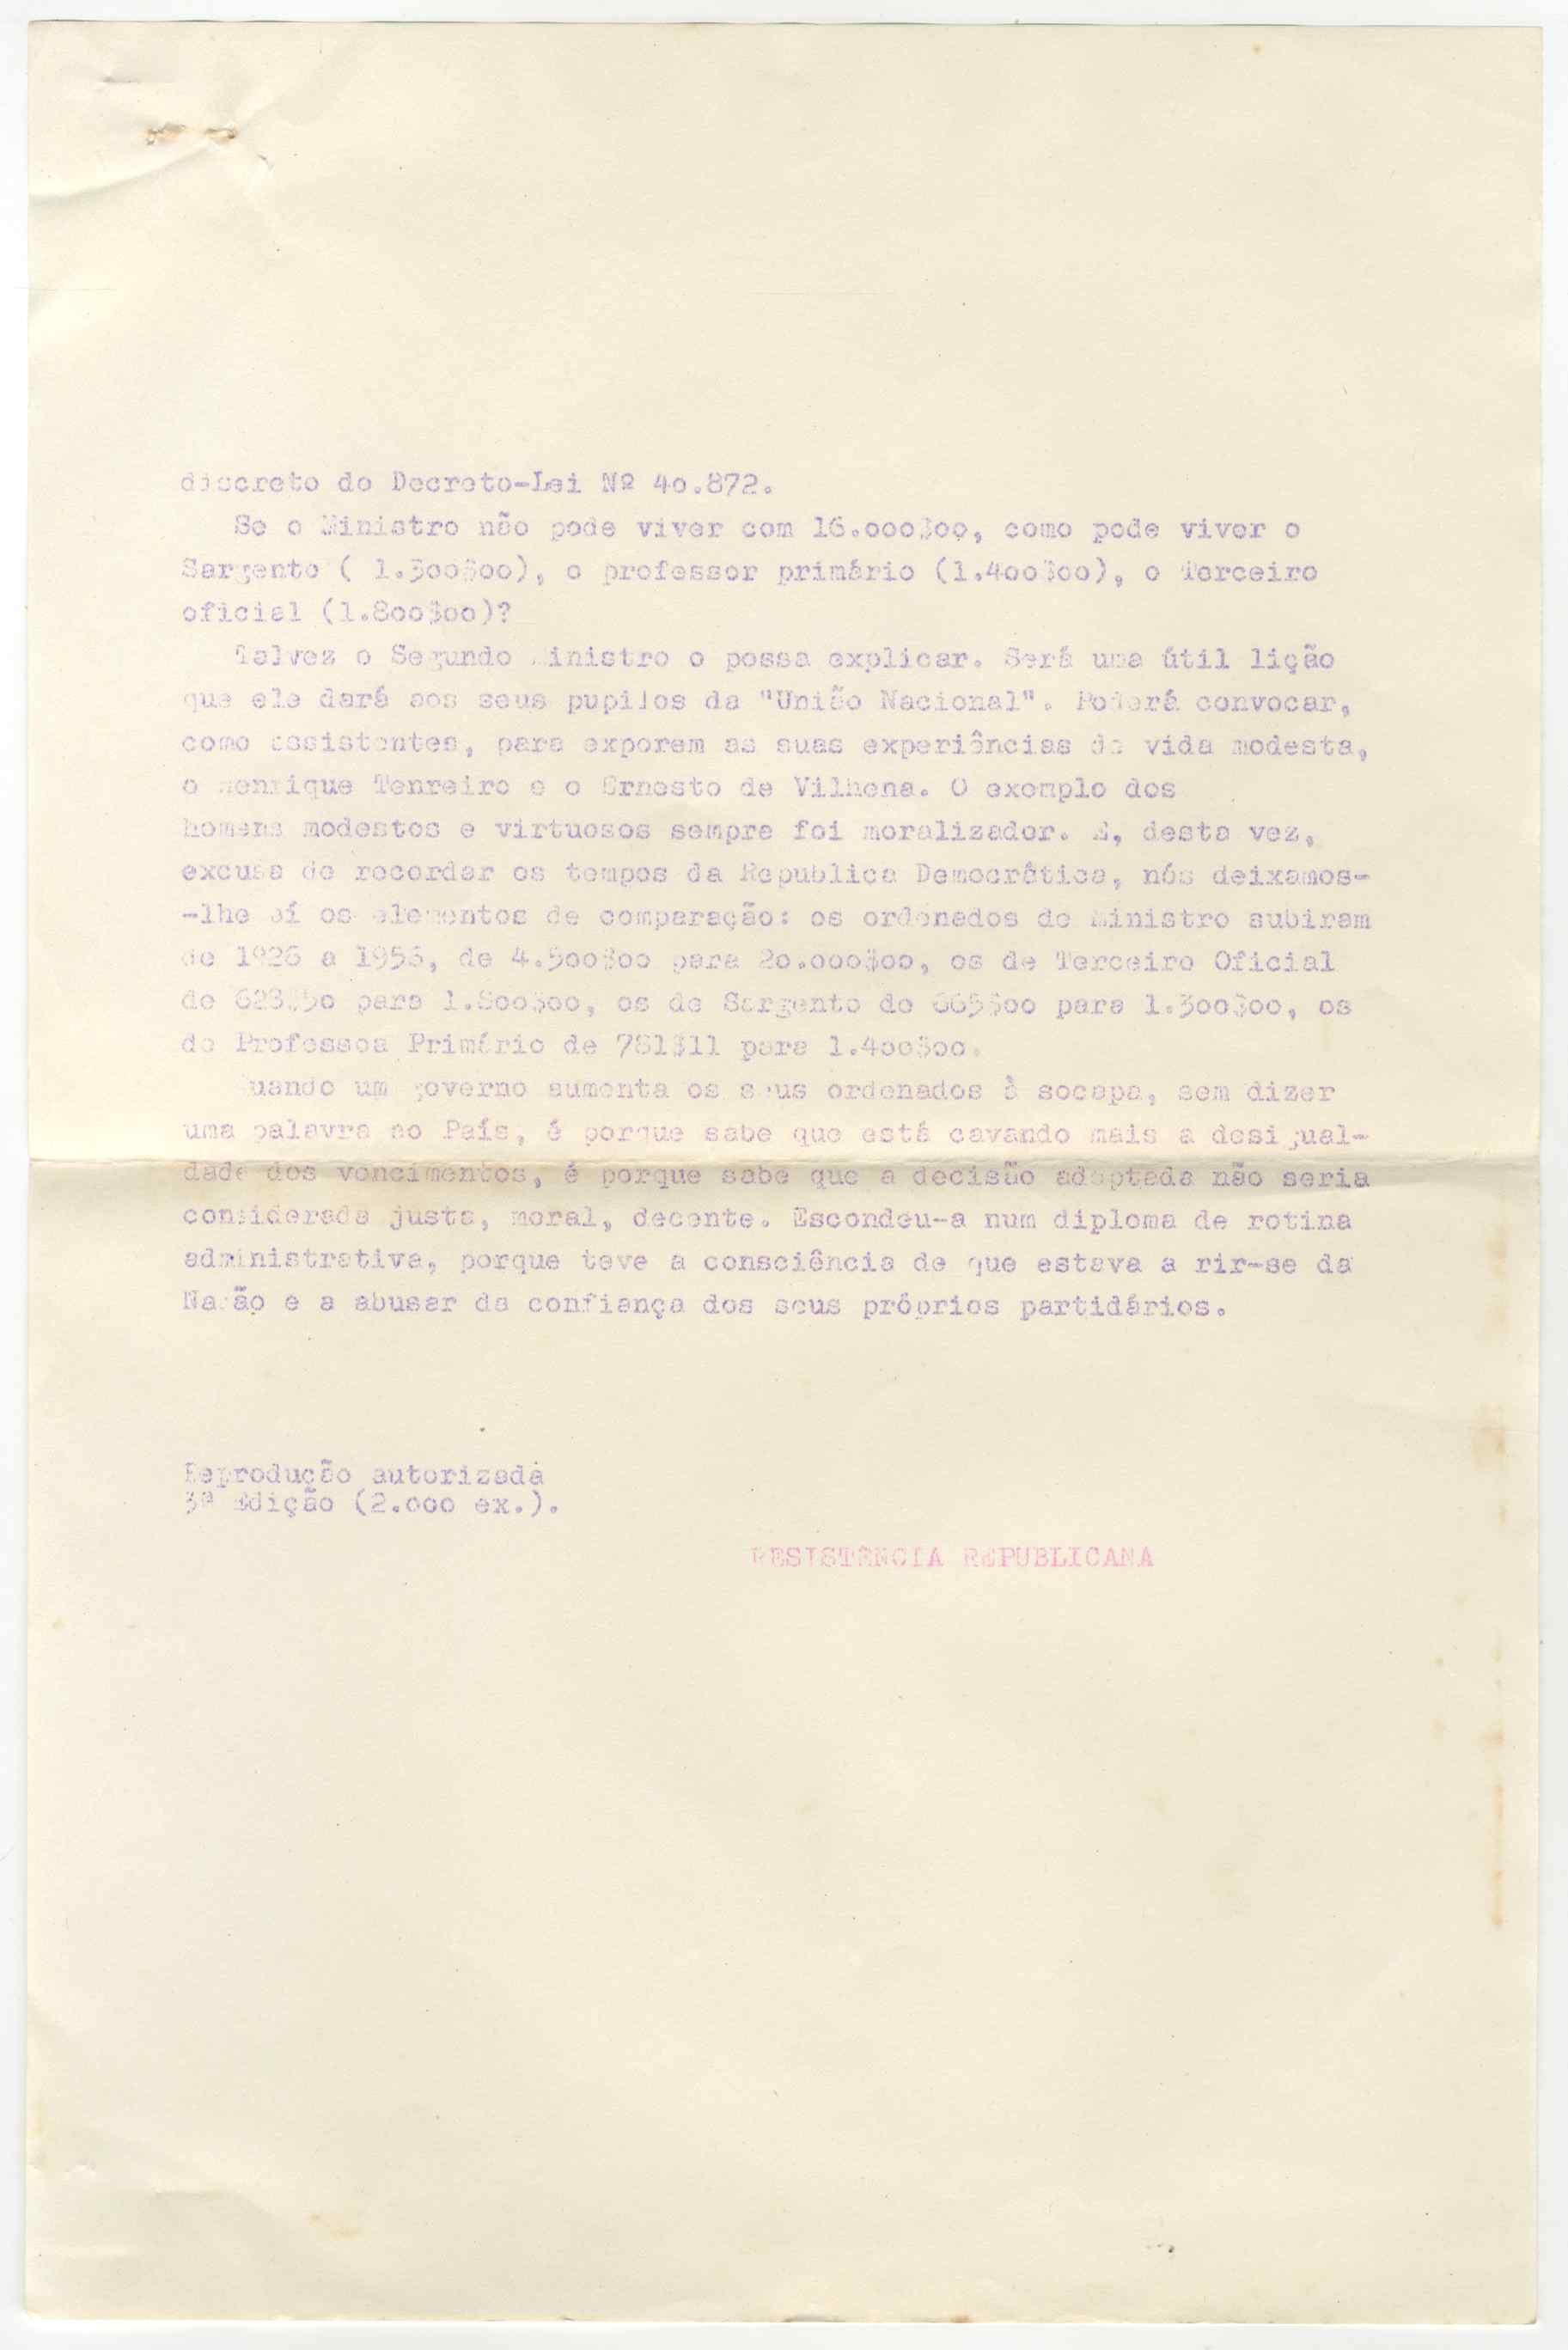 discreto do Decreto-Lei Nº 40.872.
Se o Ministro não pode viver com 16.000$00, como pode viver o
Sargento ( 1.300$00), o professor primário (1.400$00), o Terceiro
oficial (1.800$00)?
Talvez o Segundo Ministro o possa explicar. Será uma útil lição
que ele dará aos seus pupilos da "União Nacional". Poderá convocar,
como assistentes, para exporem as suas experiências de vida modesta,
o Henrique Tenreiro e o Ernesto de Vilhena. O exemplo dos
homens modestos e virtuosos sempre foi moralizador. E, desta vez,
excusa de recordar os tempos da Republica Democrática, nós deixamos-
-lhe aí os elementos de comparação: os ordenados de Ministro subiram
de 1926 a 1956, de 4.500$00 para 20.000$00, os de Terceiro Oficial
de 623$50 para 1.800$00, os de Sargento de 665$00 para 1.300$00, os
de Professoa Primário de 781$11 para 1.400$00.
Quando um governo aumenta os seus ordenados à socapa, sem dizer
uma palavra ao País, é porque sabe que está cavando mais a desigual-
dade dos vencimentos, é porque sabe que a decisão adoptada não seria
considerada justa, moral, decente. Escondeu-a num diploma de rotina
administrativa, porque teve a consciência de que estava a rir-se da
Nação e a abusar da confiança dos seus próprios partidários.
Reprodução autorizada
3ª Edição (2.000 ex.).
RESISTÊNCIA REPUBLICANA